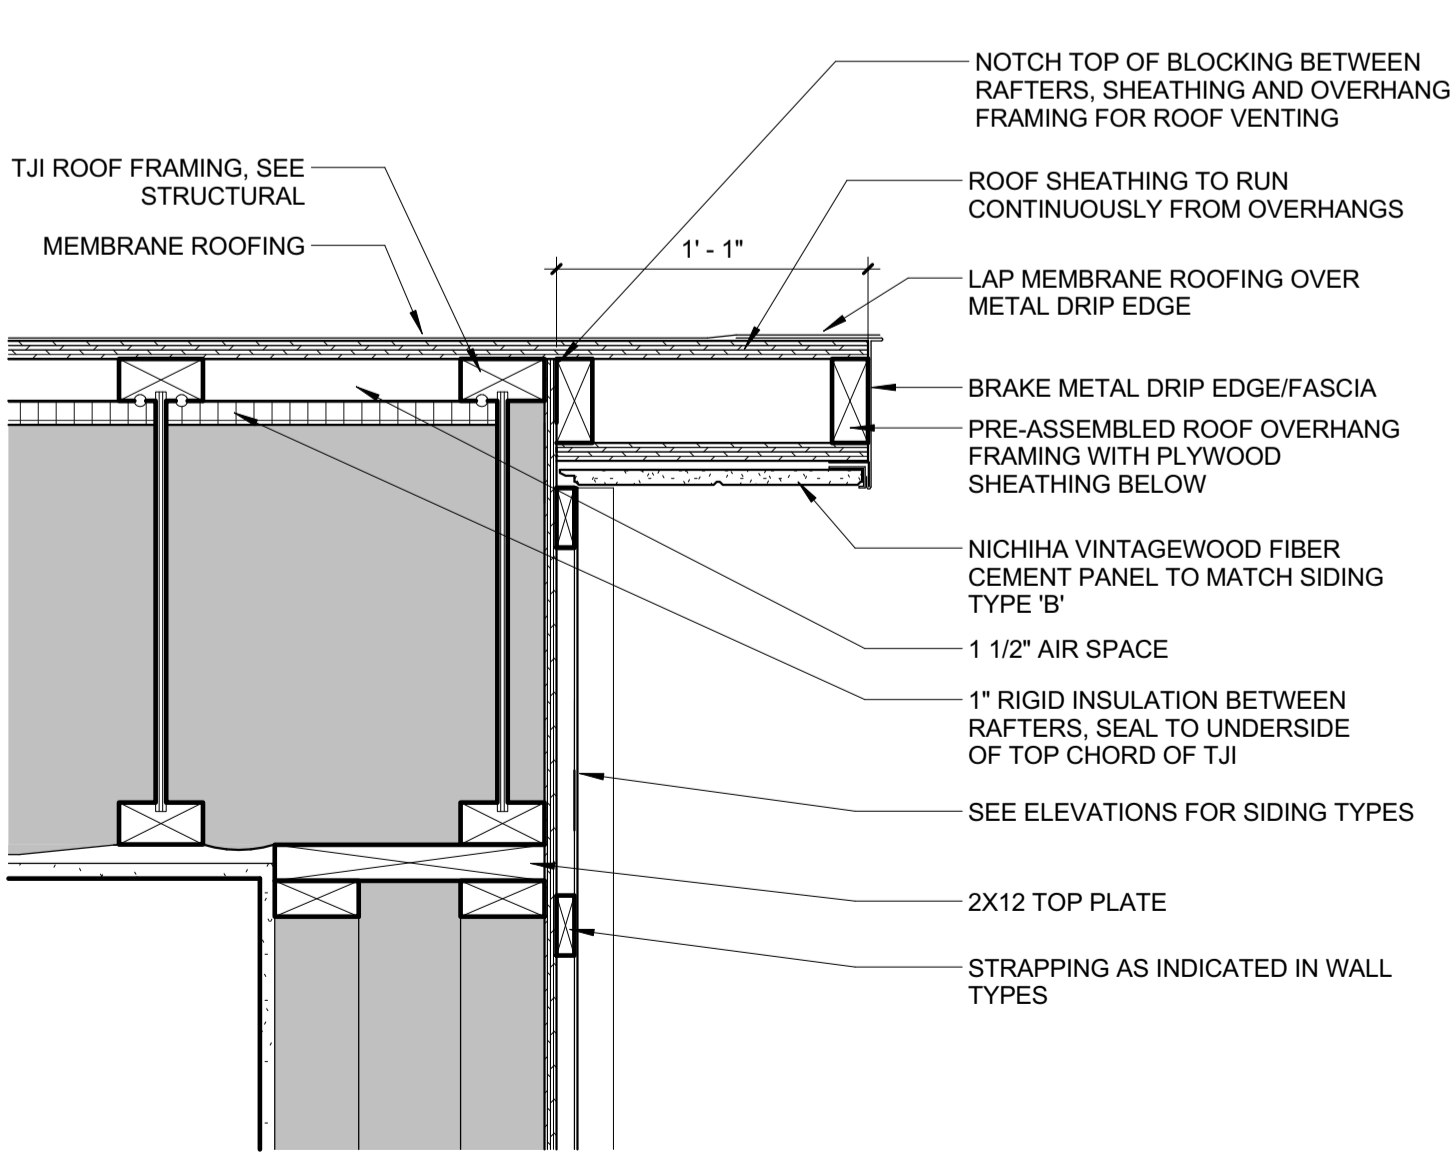 NOTCH TOP OF BLOCKING BETWEEN
RAFTERS, SHEATHING AND OVERHANG
FRAMING FOR ROOF VENTING
TJI ROOF FRAMING, SEE
STRUCTURAL
MEMBRANE ROOFING
ROOF SHEATHING TO RUN
CONTINUOUSLY FROM OVERHANGS
1' - 1"
LAP MEMBRANE ROOFING OVER
METAL DRIP EDGE
BRAKE METAL DRIP EDGE/FASCIA
PRE-ASSEMBLED ROOF OVERHANG
FRAMING WITH PLYWOOD
SHEATHING BELOW
NICHIHA VINTAGEWOOD FIBER
CEMENT PANEL TO MATCH SIDING
TYPE 'B'
1 1/2" AIR SPACE
1" RIGID INSULATION BETWEEN
RAFTERS, SEAL TO UNDERSIDE
OF TOP CHORD OF TJI
SEE ELEVATIONS FOR SIDING TYPES
2X12 TOP PLATE
STRAPPING AS INDICATED IN WALL
TYPES